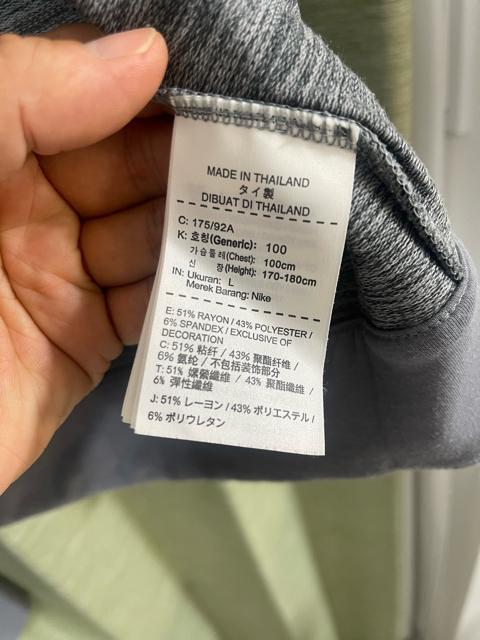 MADE IN THAILAND
タイ製
DIBUAT DI THAILAND
C: 175/92A
K: 호칭(Generic): 100
가슴둘레(Chest): 100cm
신 장(Height): 170-180cm
IN: Ukuran: L
Merek Barang: Nike
E: 51% RAYON / 43% POLYESTER /
6% SPANDEX / EXCLUSIVE OF
DECORATION
C: 51% 粘纤 / 43% 聚酯纤维 /
6% 氨纶 / 不包括装饰部分
T: 51% 嫘縈纖維 / 43% 聚酯纖維 /
6% 彈性纖維
J: 51% レーヨン / 43% ポリエステル /
6% ポリウレタン